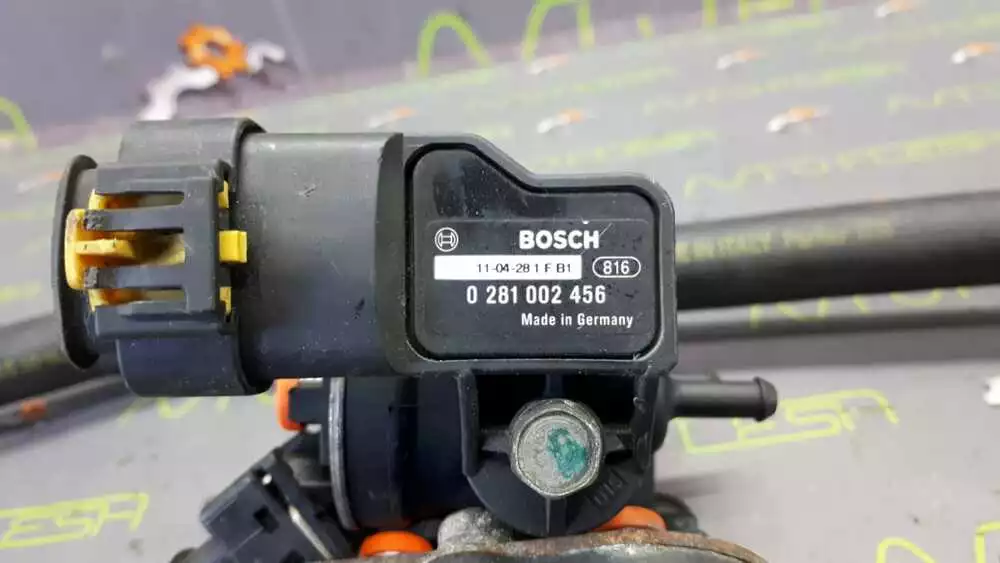 BOSCH
11-04-28 1 F B1
816
0 281 002 456
Made in Germany